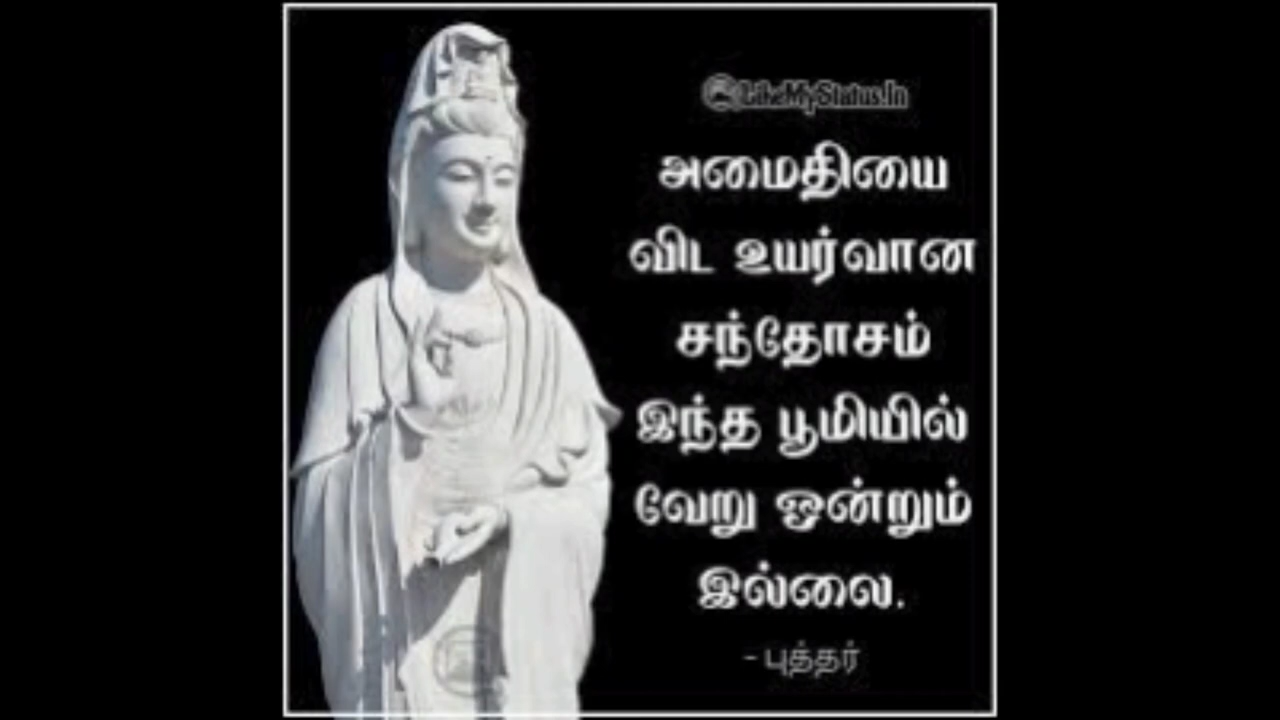 @LikeMyStatus.In
அமைதியை
விட உயர்வான
சந்தோசம்
இந்த பூமியில்
வேறு ஒன்றும்
இல்லை.
- புத்தர்